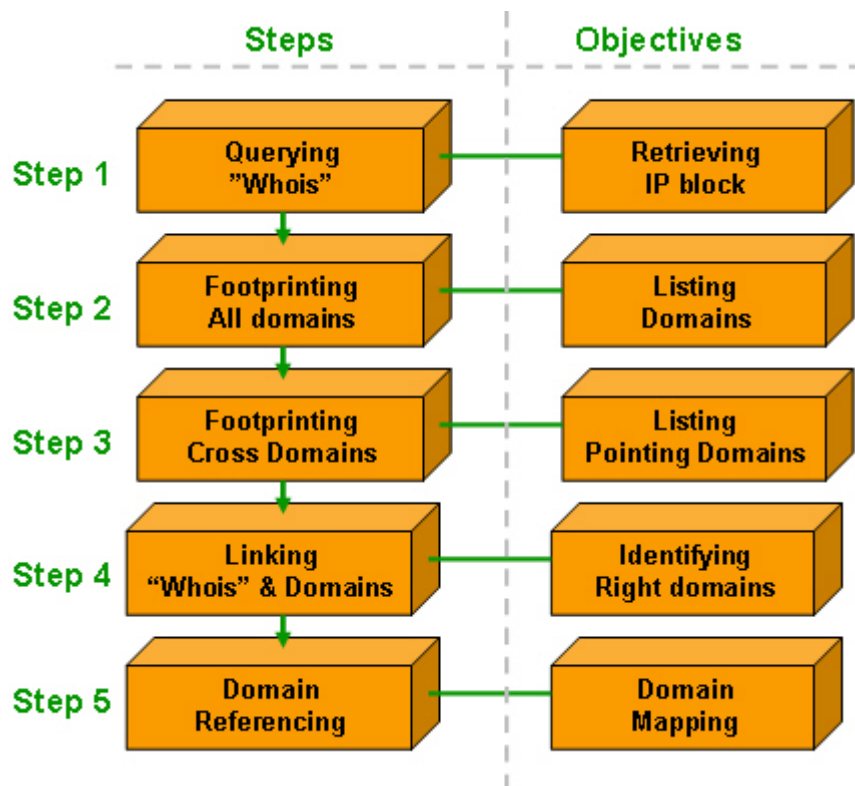 Steps
Objectives
Step 1
Querying
”Whois”
Retrieving
IP block
Step 2
Footprinting
All domains
Listing
Domains
Step 3
Footprinting
Cross Domains
Listing
Pointing Domains
Step 4
Linking
“Whois” & Domains
Identifying
Right domains
Step 5
Domain
Referencing
Domain
Mapping